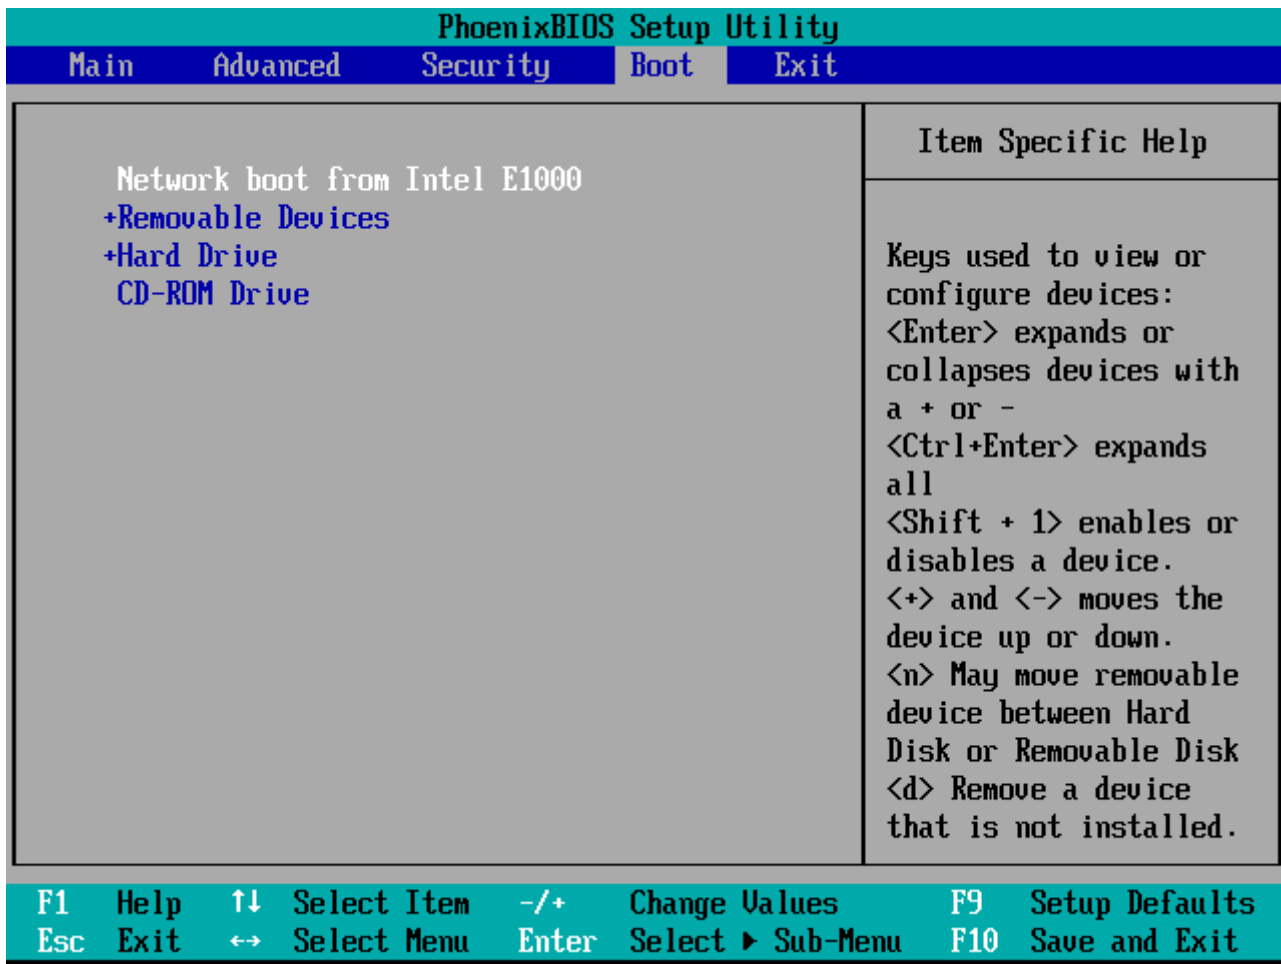 PhoenixBIOS Setup Utility
Main Advanced Security Boot Exit
Network boot from Intel E1000
+Removable Devices
+Hard Drive
CD-ROM Drive
Item Specific Help
Keys used to view or
configure devices:
<Enter> expands or
collapses devices with
a + or -
<Ctrl+Enter> expands
all
<Shift + 1> enables or
disables a device.
<+> and <-> moves the
device up or down.
<n> May move removable
device between Hard
Disk or Removable Disk
<d> Remove a device
that is not installed.
F1 Help ↑↓ Select Item -/+ Change Values F9 Setup Defaults
Esc Exit ↔ Select Menu Enter Select ▶ Sub-Menu F10 Save and Exit